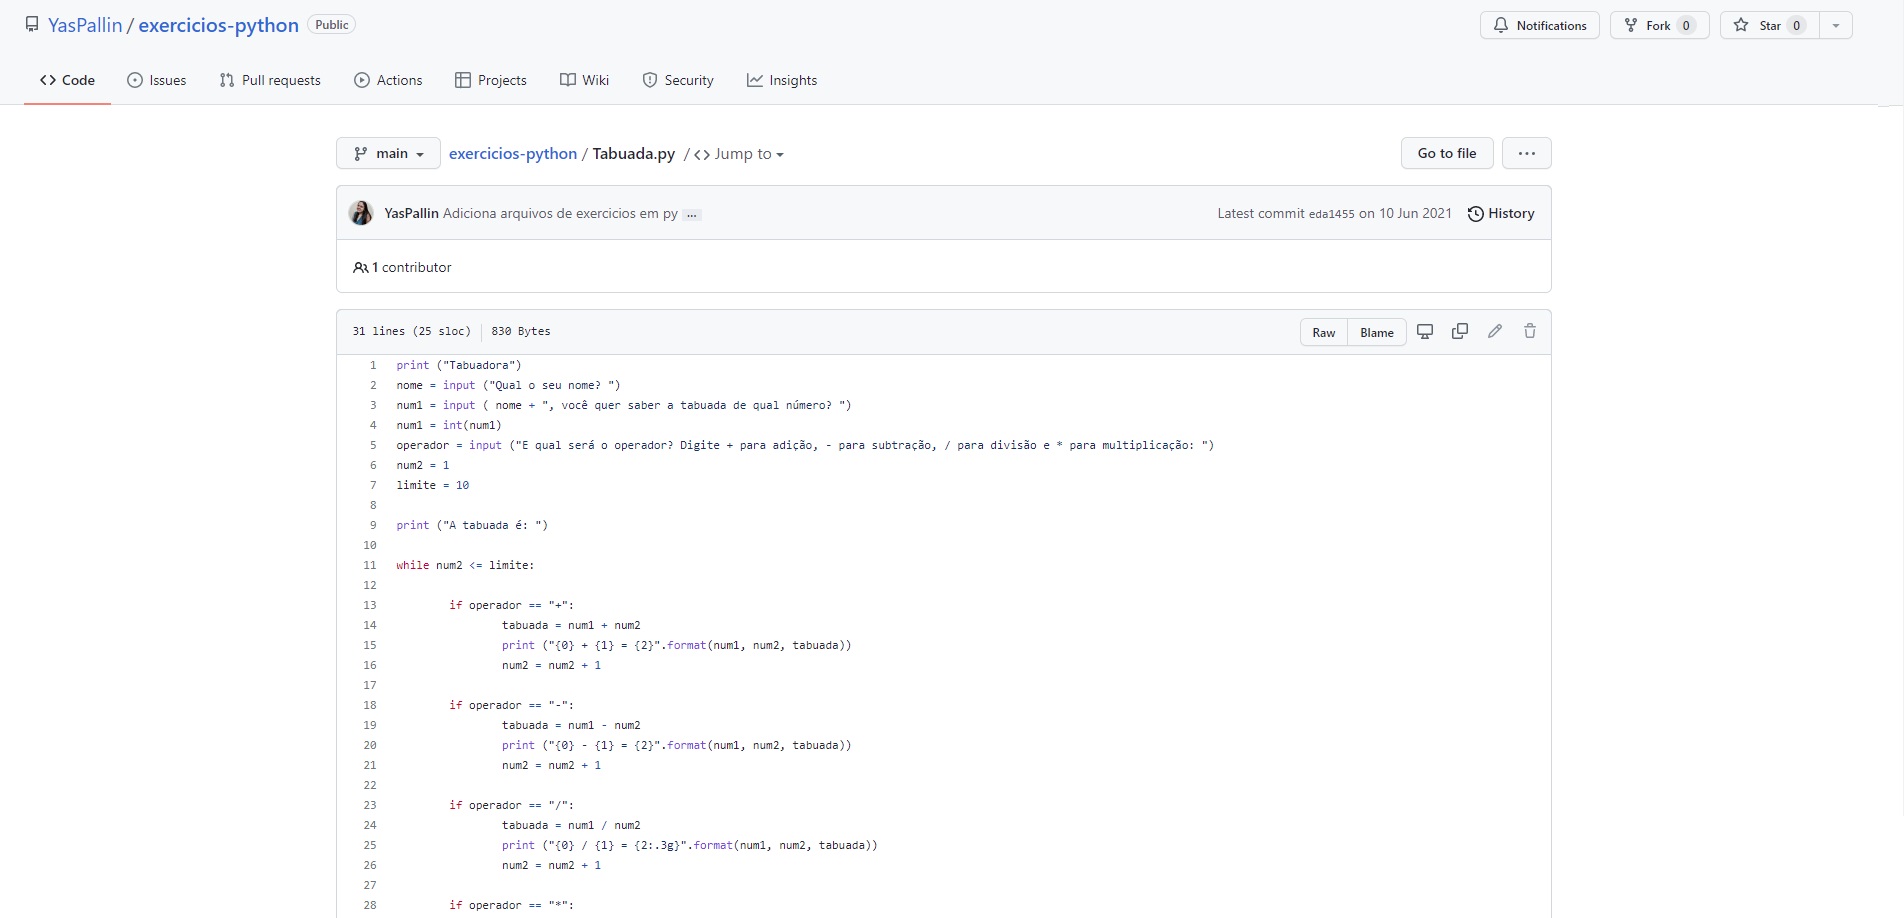 YasPallin / exercicios-python Public
Notifications Fork 0 Star 0
Code Issues Pull requests Actions Projects Wiki Security Insights
main exercicios-python / Tabuada.py / <> Jump to
Go to file ...
YasPallin Adiciona arquivos de exercicios em py ...
Latest commit eda1455 on 10 Jun 2021 History
1 contributor
31 lines (25 sloc) 830 Bytes
Raw Blame
1 print ("Tabuadora")
2 nome = input ("Qual o seu nome? ")
3 num1 = input ( nome + ", você quer saber a tabuada de qual número? ")
4 num1 = int(num1)
5 operador = input ("E qual será o operador? Digite + para adição, - para subtração, / para divisão e * para multiplicação: ")
6 num2 = 1
7 limite = 10
8
9 print ("A tabuada é: ")
10
11 while num2 <= limite:
12
13 if operador == "+":
14 tabuada = num1 + num2
15 print ("{0} + {1} = {2}".format(num1, num2, tabuada))
16 num2 = num2 + 1
17
18 if operador == "-":
19 tabuada = num1 - num2
20 print ("{0} - {1} = {2}".format(num1, num2, tabuada))
21 num2 = num2 + 1
22
23 if operador == "/":
24 tabuada = num1 / num2
25 print ("{0} / {1} = {2:.3g}".format(num1, num2, tabuada))
26 num2 = num2 + 1
27
28 if operador == "*":